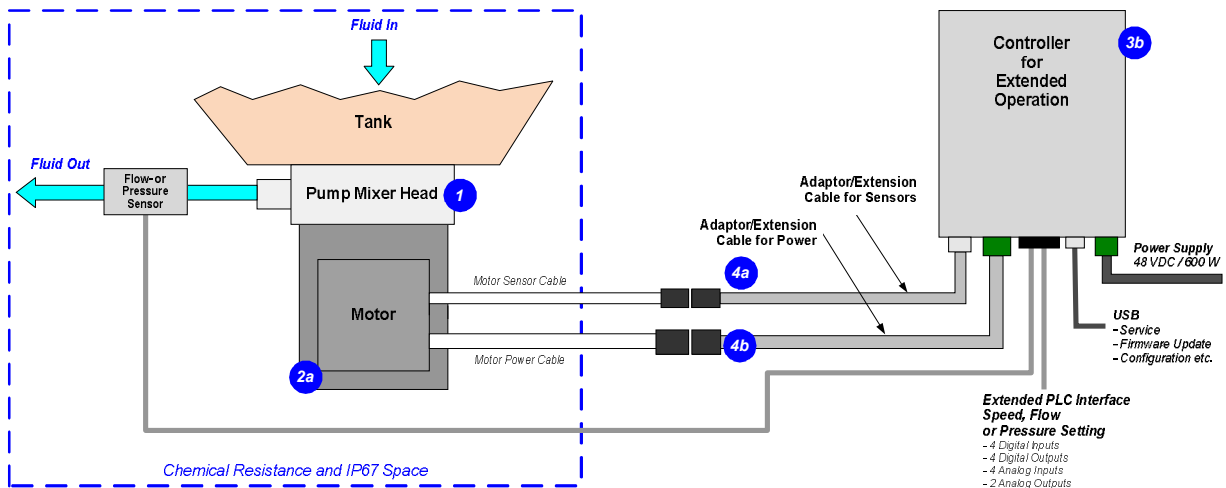 Fluid In
Tank
Fluid Out
Flow-or
Pressure
Sensor
Pump Mixer Head
1
Motor
2a
Motor Sensor Cable
Motor Power Cable
Chemical Resistance and IP67 Space
Adaptor/Extension
Cable for Sensors
Adaptor/Extension
Cable for Power
4a
4b
Controller
for
Extended
Operation
3b
Power Supply
48 VDC / 600 W
USB
– Service
– Firmware Update
– Configuration etc.
Extended PLC Interface
Speed, Flow
or Pressure Setting
– 4 Digital Inputs
– 4 Digital Outputs
– 4 Analog Inputs
– 2 Analog Outputs